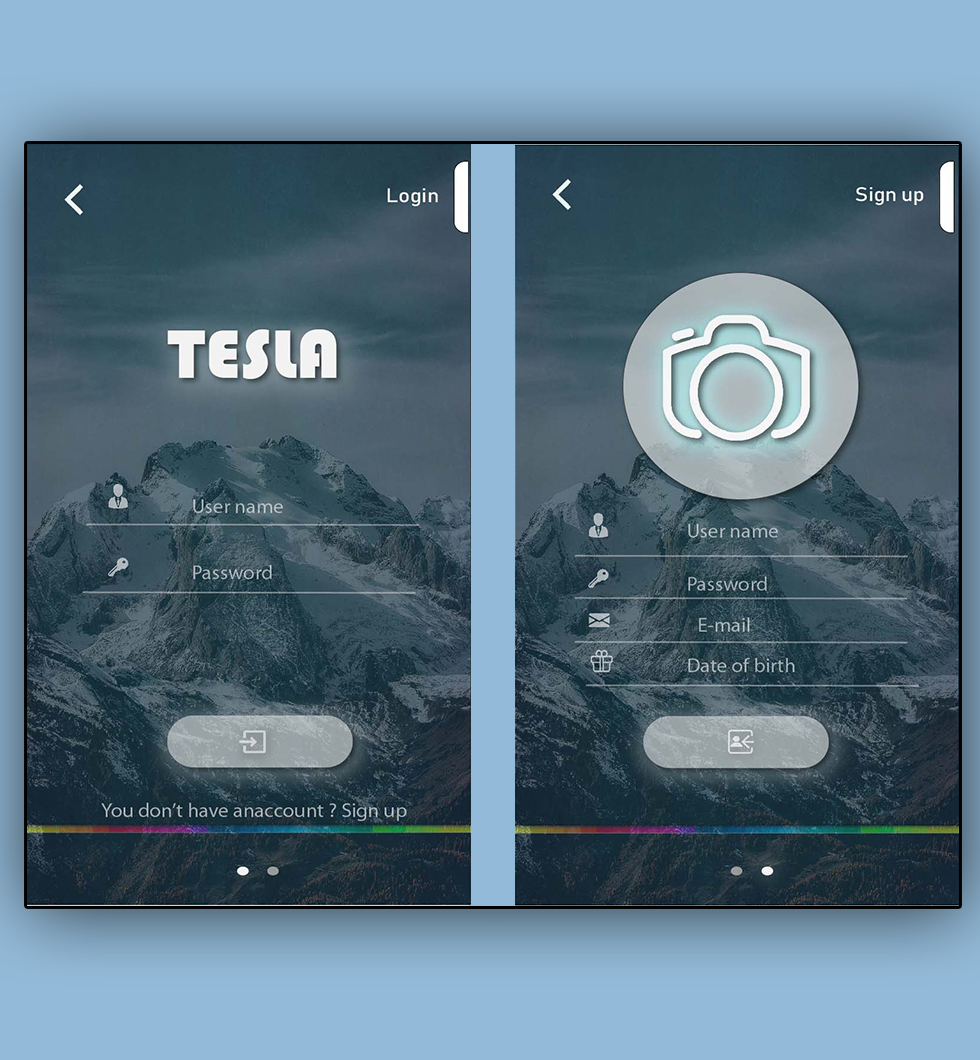 Login
TESLA
User name
Password
You don't have anaccount ? Sign up
Sign up
User name
Password
E-mail
Date of birth